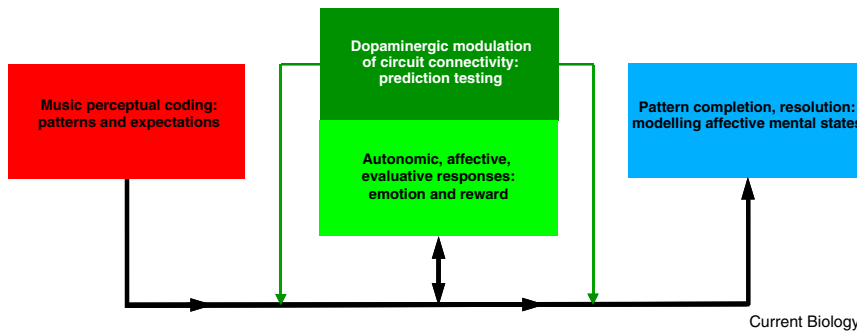 Dopaminergic modulation
of circuit connectivity:
prediction testing
Music perceptual coding:
patterns and expectations
Pattern completion, resolution:
modelling affective mental states
Autonomic, affective,
evaluative responses:
emotion and reward
Current Biology